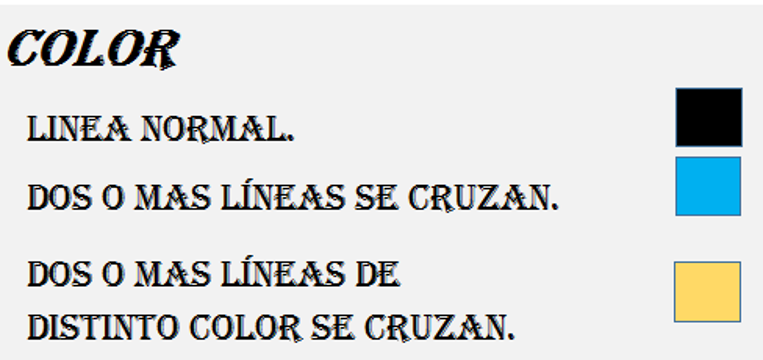 COLOR
LINEA NORMAL.
DOS O MAS LÍNEAS SE CRUZAN.
DOS O MAS LÍNEAS DE
DISTINTO COLOR SE CRUZAN.